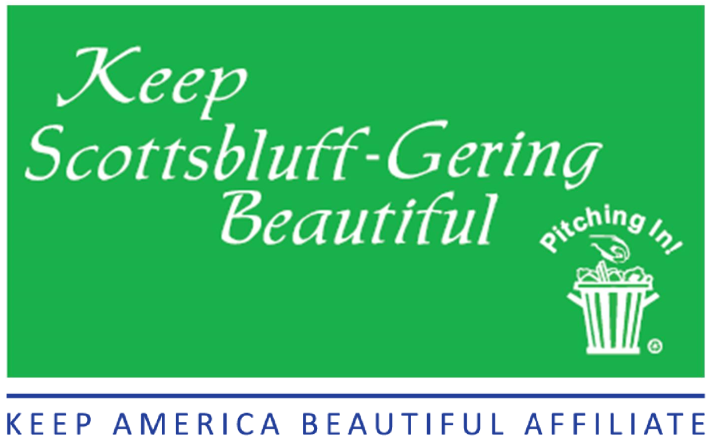 Keep
Scottsbluff-Gering
Beautiful
Pitching In!
KEEP AMERICA BEAUTIFUL AFFILIATE